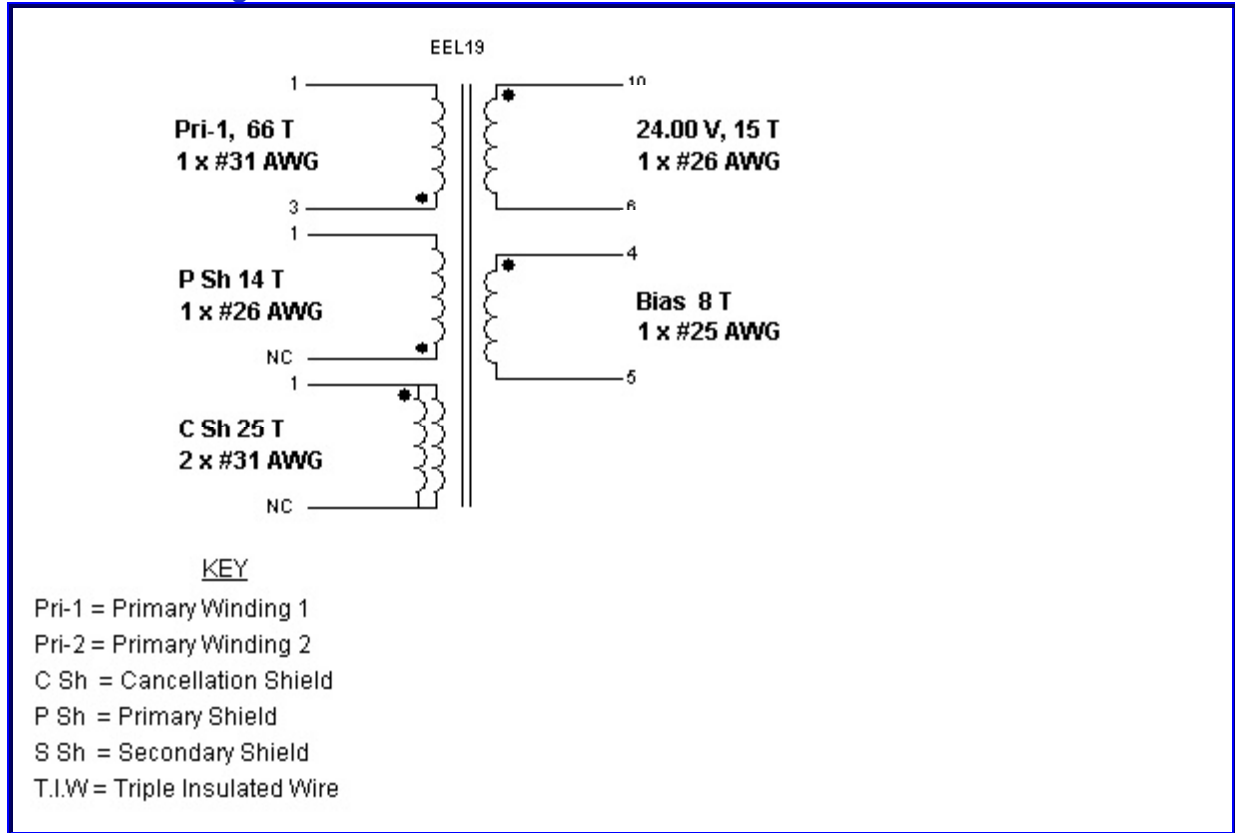 EEL19
1
10
Pri-1, 66 T
1 x #31 AWG
24.00 V, 15 T
1 x #26 AWG
3
6
1
4
P Sh 14 T
1 x #26 AWG
Bias 8 T
1 x #25 AWG
NC
5
1
C Sh 25 T
2 x #31 AWG
NC
KEY
Pri-1 = Primary Winding 1
Pri-2 = Primary Winding 2
C Sh = Cancellation Shield
P Sh = Primary Shield
S Sh = Secondary Shield
T.I.W = Triple Insulated Wire